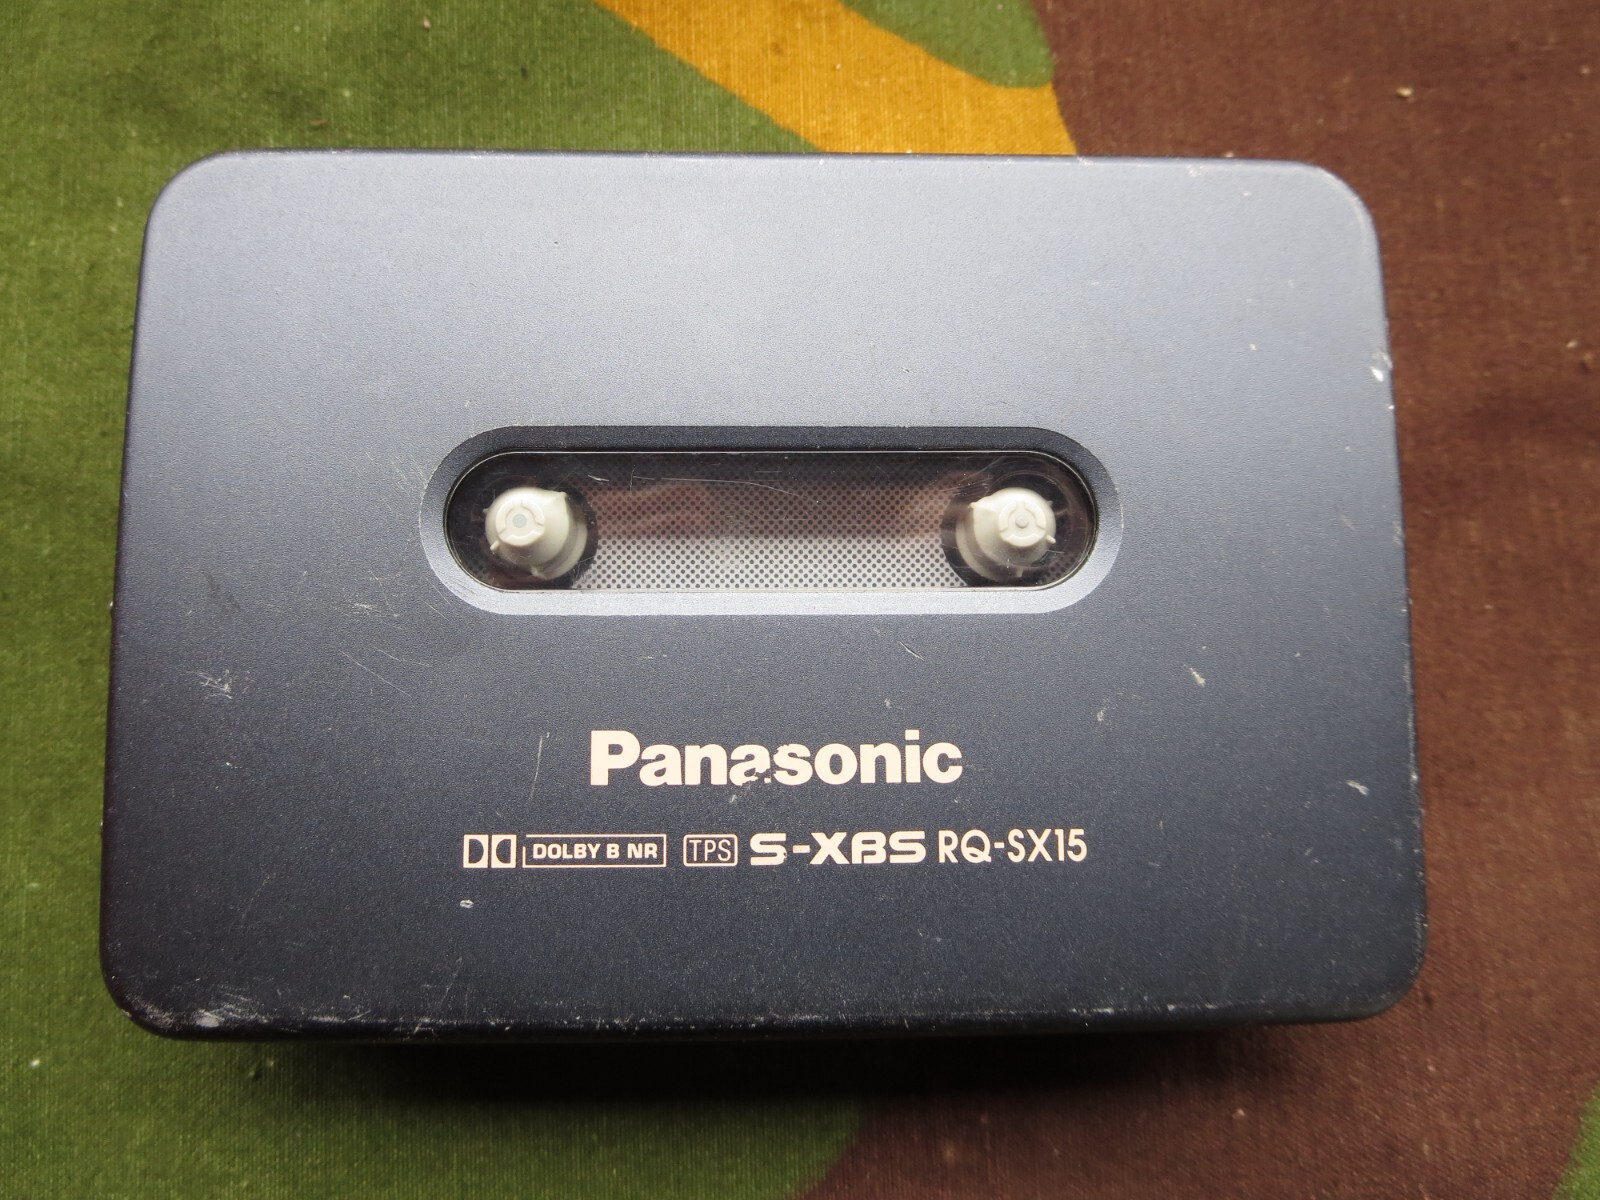 Panasonic
DOLBY B NR TPS S-XBS RQ-SX15